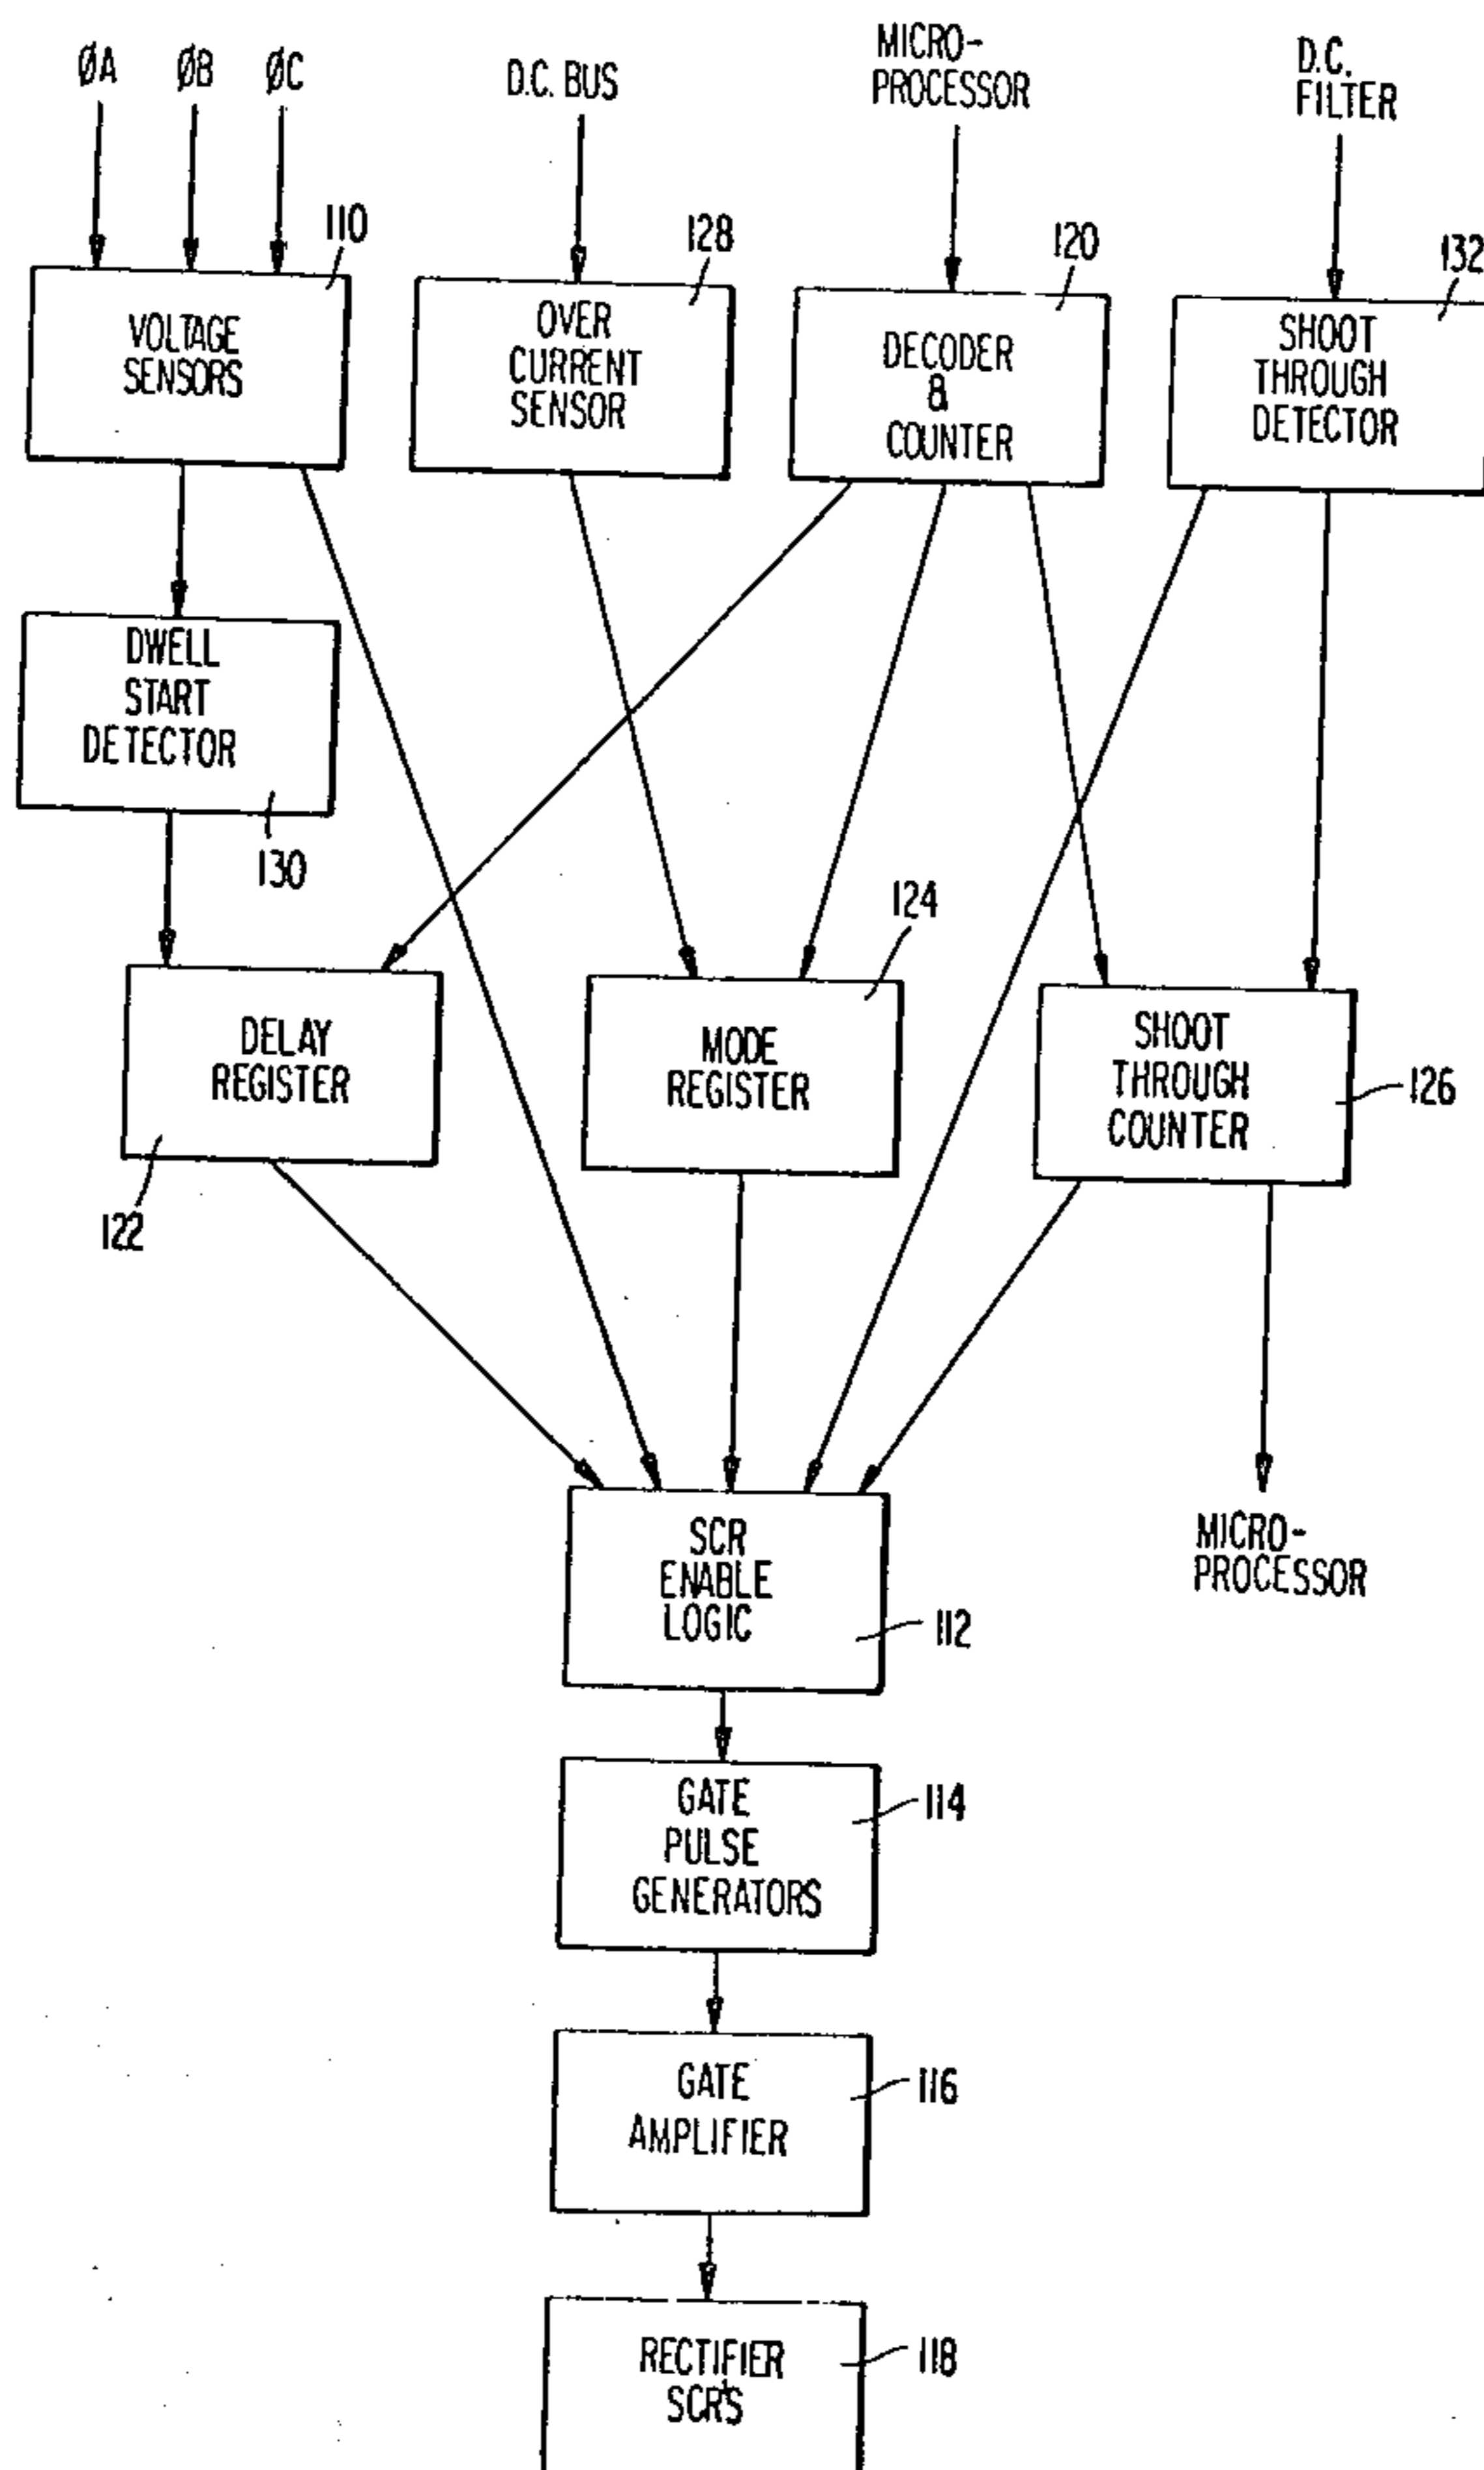 ØA ØB ØC
D.C. BUS
MICRO-
PROCESSOR
D.C.
FILTER
110
128
120
132
VOLTAGE
SENSORS
OVER
CURRENT
SENSOR
DECODER
&
COUNTER
SHOOT
THROUGH
DETECTOR
DWELL
START
DETECTOR
130
124
DELAY
REGISTER
122
MODE
REGISTER
SHOOT
THROUGH
COUNTER
126
SCR
ENABLE
LOGIC
112
MICRO-
PROCESSOR
GATE
PULSE
GENERATORS
114
GATE
AMPLIFIER
116
RECTIFIER
SCR'S
118